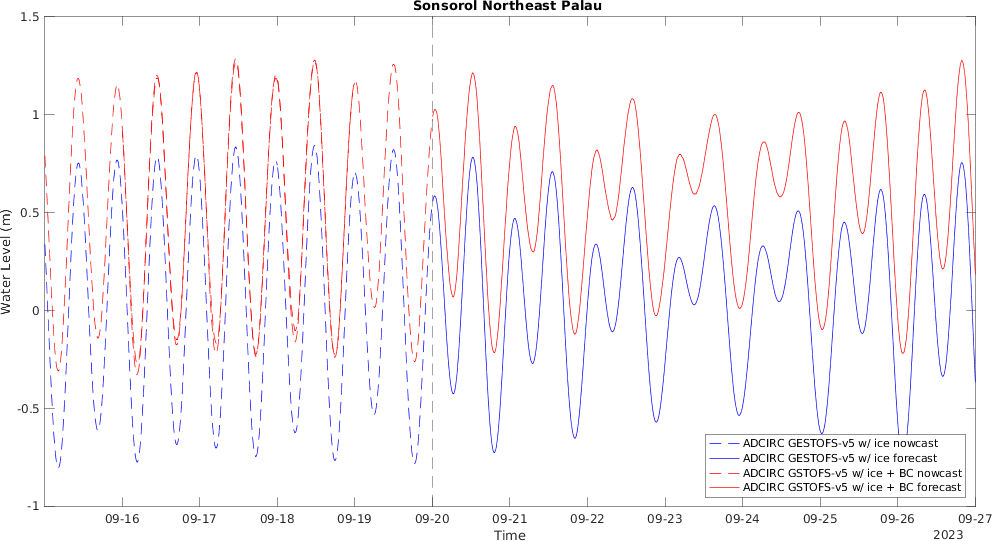 Sonsorol Northeast Palau
Water Level (m)
1.5
1
0.5
0
-0.5
-1
ADCIRC GESTOFS-v5 w/ ice nowcast
ADCIRC GESTOFS-v5 w/ ice forecast
ADCIRC GSTOFS-v5 w/ ice + BC nowcast
ADCIRC GSTOFS-v5 w/ ice + BC forecast
09-16 09-17 09-18 09-19 09-20 09-21 09-22 09-23 09-24 09-25 09-26 09-27
Time
2023